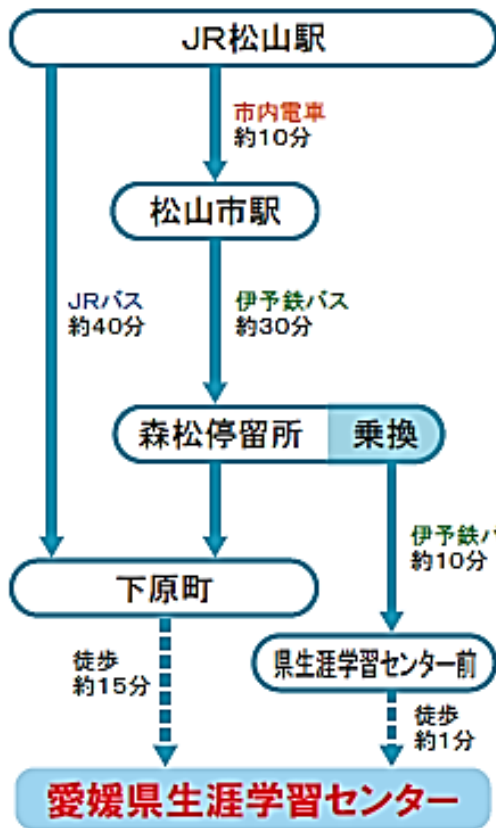 JR松山駅
市内電車
約10分
松山市駅
JRバス
約40分
伊予鉄バス
約30分
森松停留所 乗換
伊予鉄バ
約10分
下原町
県生涯学習センター前
徒歩
約15分
徒歩
約1分
愛媛県生涯学習センター